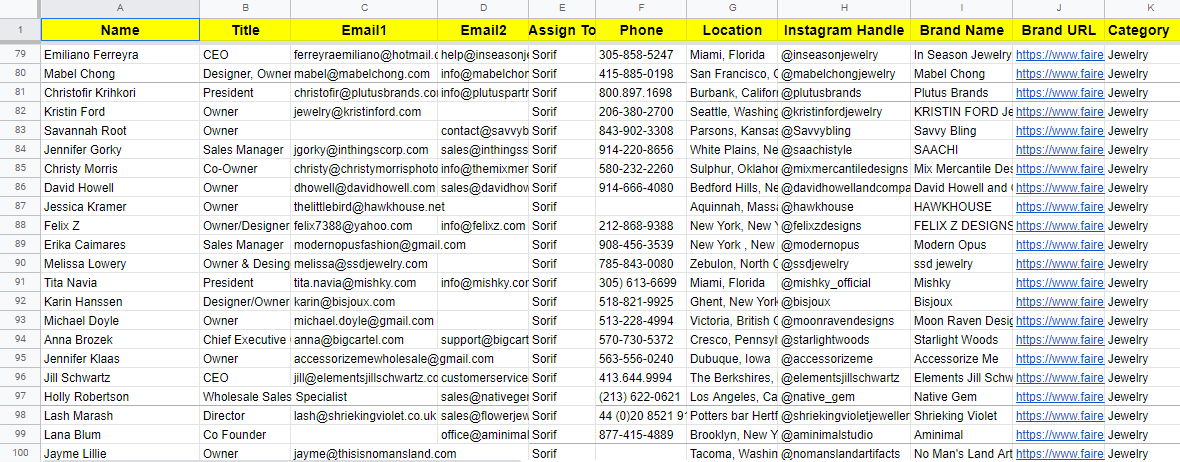 A B C D E F G H I J K
1 Name Title Email1 Email2 Assign To Phone Location Instagram Handle Brand Name Brand URL Category
79 Emiliano Ferreyra CEO ferreyraemiliano@hotmail.c help@inseasonj Sorif 305-858-5247 Miami, Florida @inseasonjewelry In Season Jewelry https://www.faire Jewelry
80 Mabel Chong Designer, Owner mabel@mabelchong.com info@mabelchor Sorif 415-885-0198 San Francisco, C @mabelchongjewelry Mabel Chong https://www.faire Jewelry
81 Christofir Krihkori President christofir@plutusbrands.co info@plutuspartr Sorif 800.897.1698 Burbank, Califor @plutusbrands Plutus Brands https://www.faire Jewelry
82 Kristin Ford Owner jewelry@kristinford.com Sorif 206-380-2700 Seattle, Washing @kristinfordjewelry KRISTIN FORD Je https://www.faire Jewelry
83 Savannah Root Owner contact@savvyb Sorif 843-902-3308 Parsons, Kansas @Savvybling Savvy Bling https://www.faire Jewelry
84 Jennifer Gorky Sales Manager jgorky@inthingscorp.com sales@inthingss Sorif 914-220-8656 White Plains, Ne @saachistyle SAACHI https://www.faire Jewelry
85 Christy Morris Co-Owner christy@christymorrisphoto info@themixmer Sorif 580-232-2260 Sulphur, Oklahor @mixmercantiledesigns Mix Mercantile Des https://www.faire Jewelry
86 David Howell Owner dhowell@davidhowell.com sales@davidhow Sorif 914-666-4080 Bedford Hills, Ne @davidhowellandcompa David Howell and C https://www.faire Jewelry
87 Jessica Kramer Owner thelittlebird@hawkhouse.net Sorif Aquinnah, Mass @hawkhouse HAWKHOUSE https://www.faire Jewelry
88 Felix Z Owner/Designer felix7388@yahoo.com info@felixz.com Sorif 212-868-9388 New York, New Y @felixzdesigns FELIX Z DESIGNS https://www.faire Jewelry
89 Erika Caimares Sales Manager modernopusfashion@gmail.com Sorif 908-456-3539 New York , New @modernopus Modern Opus https://www.faire Jewelry
90 Melissa Lowery Owner & Desing melissa@ssdjewelry.com Sorif 785-843-0080 Zebulon, North C @ssdjewelry ssd jewelry https://www.faire Jewelry
91 Tita Navia President tita.navia@mishky.com info@mishky.cor Sorif 305) 613-6699 Miami, Florida @mishky_official Mishky https://www.faire Jewelry
92 Karin Hanssen Designer/Owner karin@bisjoux.com Sorif 518-821-9925 Ghent, New York @bisjoux Bisjoux https://www.faire Jewelry
93 Michael Doyle Owner michael.doyle@gmail.com Sorif 513-228-4994 Victoria, British C @moonravendesigns Moon Raven Desig https://www.faire Jewelry
94 Anna Brozek Chief Executive anna@bigcartel.com support@bigcart Sorif 570-730-5372 Cresco, Pennsyl @starlightwoods Starlight Woods https://www.faire Jewelry
95 Jennifer Klaas Owner accessorizemewholesale@gmail.com Sorif 563-556-0240 Dubuque, Iowa @accessorizeme Accessorize Me https://www.faire Jewelry
96 Jill Schwartz CEO jill@elementsjillschwartz.co customerservice Sorif 413.644.9994 The Berkshires, @elementsjillschwartz Elements Jill Schw https://www.faire Jewelry
97 Holly Robertson Wholesale Sales Specialist sales@nativeger Sorif (213) 622-0621 Los Angeles, Ca @native_gem Native Gem https://www.faire Jewelry
98 Lash Marash Director lash@shriekingviolet.co.uk sales@flowerjew Sorif 44 (0)20 8521 91 Potters bar Hertf @shriekingvioletjeweller Shrieking Violet https://www.faire Jewelry
99 Lana Blum Co Founder office@aminimal Sorif 877-415-4889 Brooklyn, New Y @aminimalstudio Aminimal https://www.faire Jewelry
100 Jayme Lillie Owner jayme@thisisnomansland.com Sorif Tacoma, Washin @nomanslandartifacts No Man's Land Art https://www.faire Jewelry